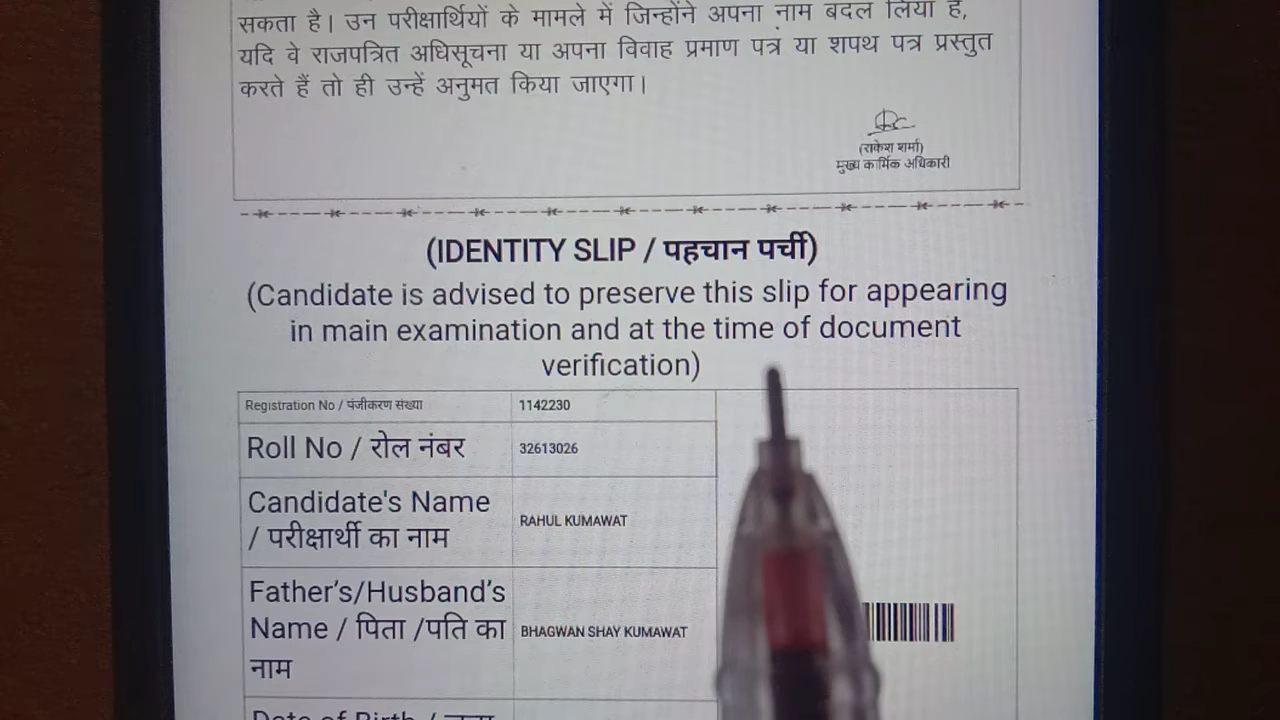 सकता है। उन परीक्षार्थियों के मामले में जिन्होंने अपना नाम बदल लिया है,
यदि वे राजपत्रित अधिसूचना या अपना विवाह प्रमाण पत्र या शपथ पत्र प्रस्तुत
करते हैं तो ही उन्हें अनुमत किया जाएगा।
(राकेश शर्मा)
मुख्य कार्मिक अधिकारी
(IDENTITY SLIP / पहचान पर्ची)
(Candidate is advised to preserve this slip for appearing
in main examination and at the time of document
verification)
Registration No / पंजीकरण संख्या 1142230
Roll No / रोल नंबर 32613026
Candidate's Name
/ परीक्षार्थी का नाम RAHUL KUMAWAT
Father's/Husband's
Name / पिता /पति का BHAGWAN SHAY KUMAWAT
नाम
Date of Birth /